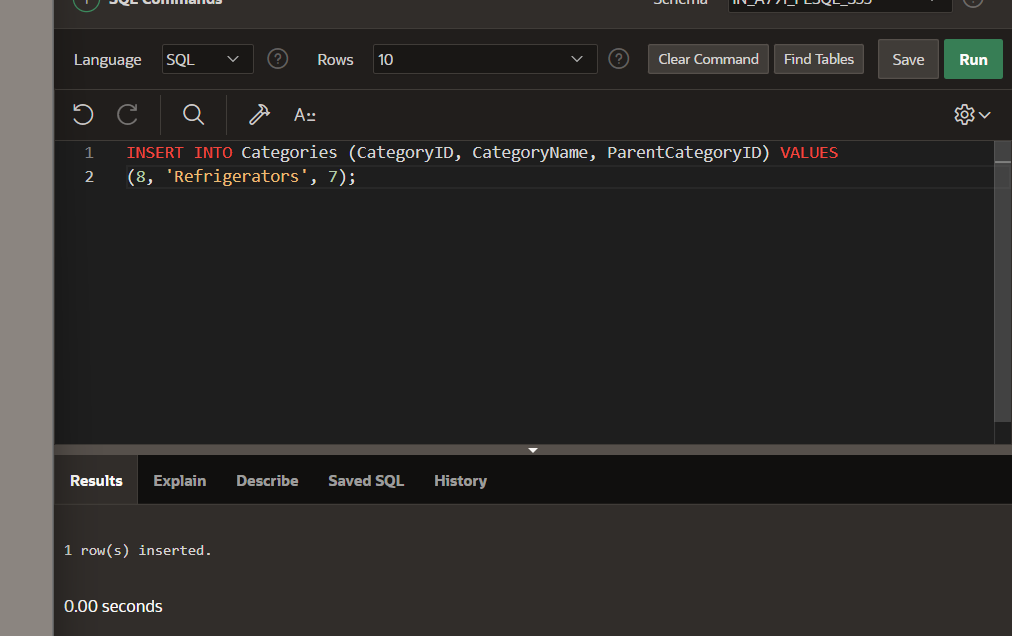 SQL Commands
Schema
Language SQL ? Rows 10 ? Clear Command Find Tables Save Run
A::
1 INSERT INTO Categories (CategoryID, CategoryName, ParentCategoryID) VALUES
2 (8, 'Refrigerators', 7);
Results Explain Describe Saved SQL History
1 row(s) inserted.
0.00 seconds